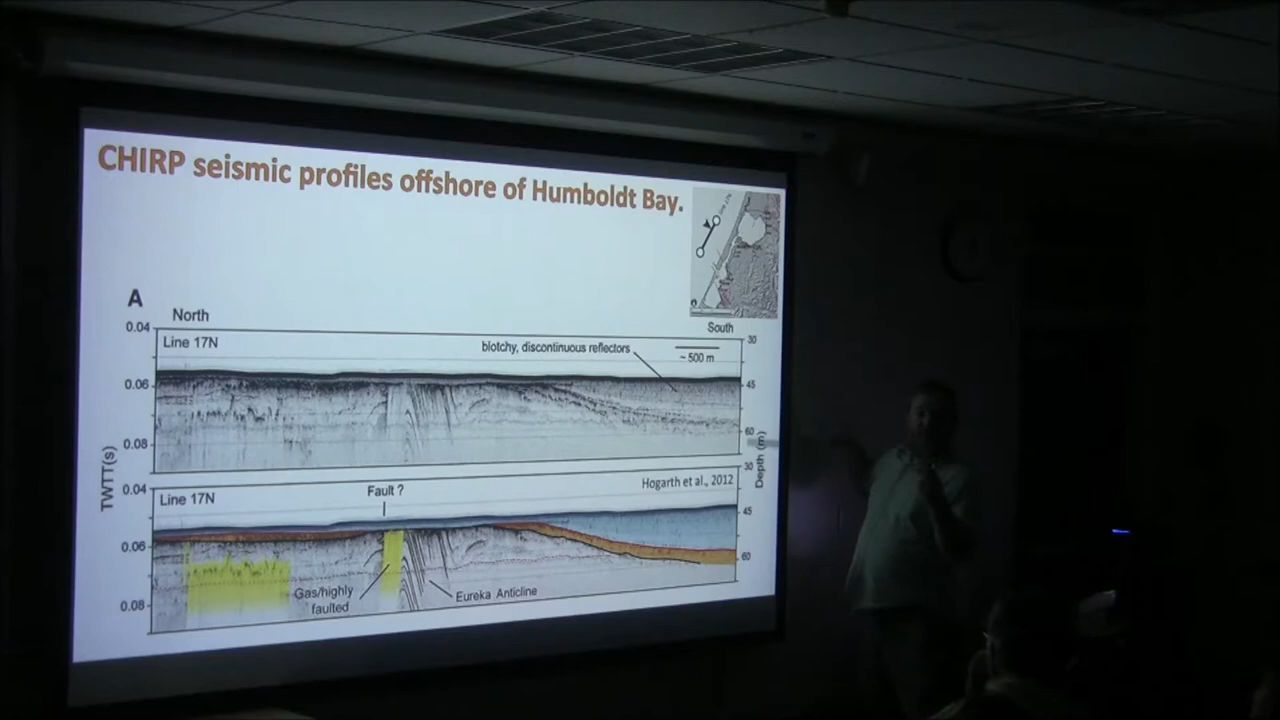 CHIRP seismic profiles offshore of Humboldt Bay.
A
North
South
0.04
30
Line 17N
blotchy, discontinuous reflectors
~ 500 m
0.06
45
0.08
60
TWTT(s)
Depth (m)
0.04
30
Line 17N
Fault ?
Hogarth et al., 2012
45
0.06
60
Gas/highly
faulted
Eureka Anticline
0.08